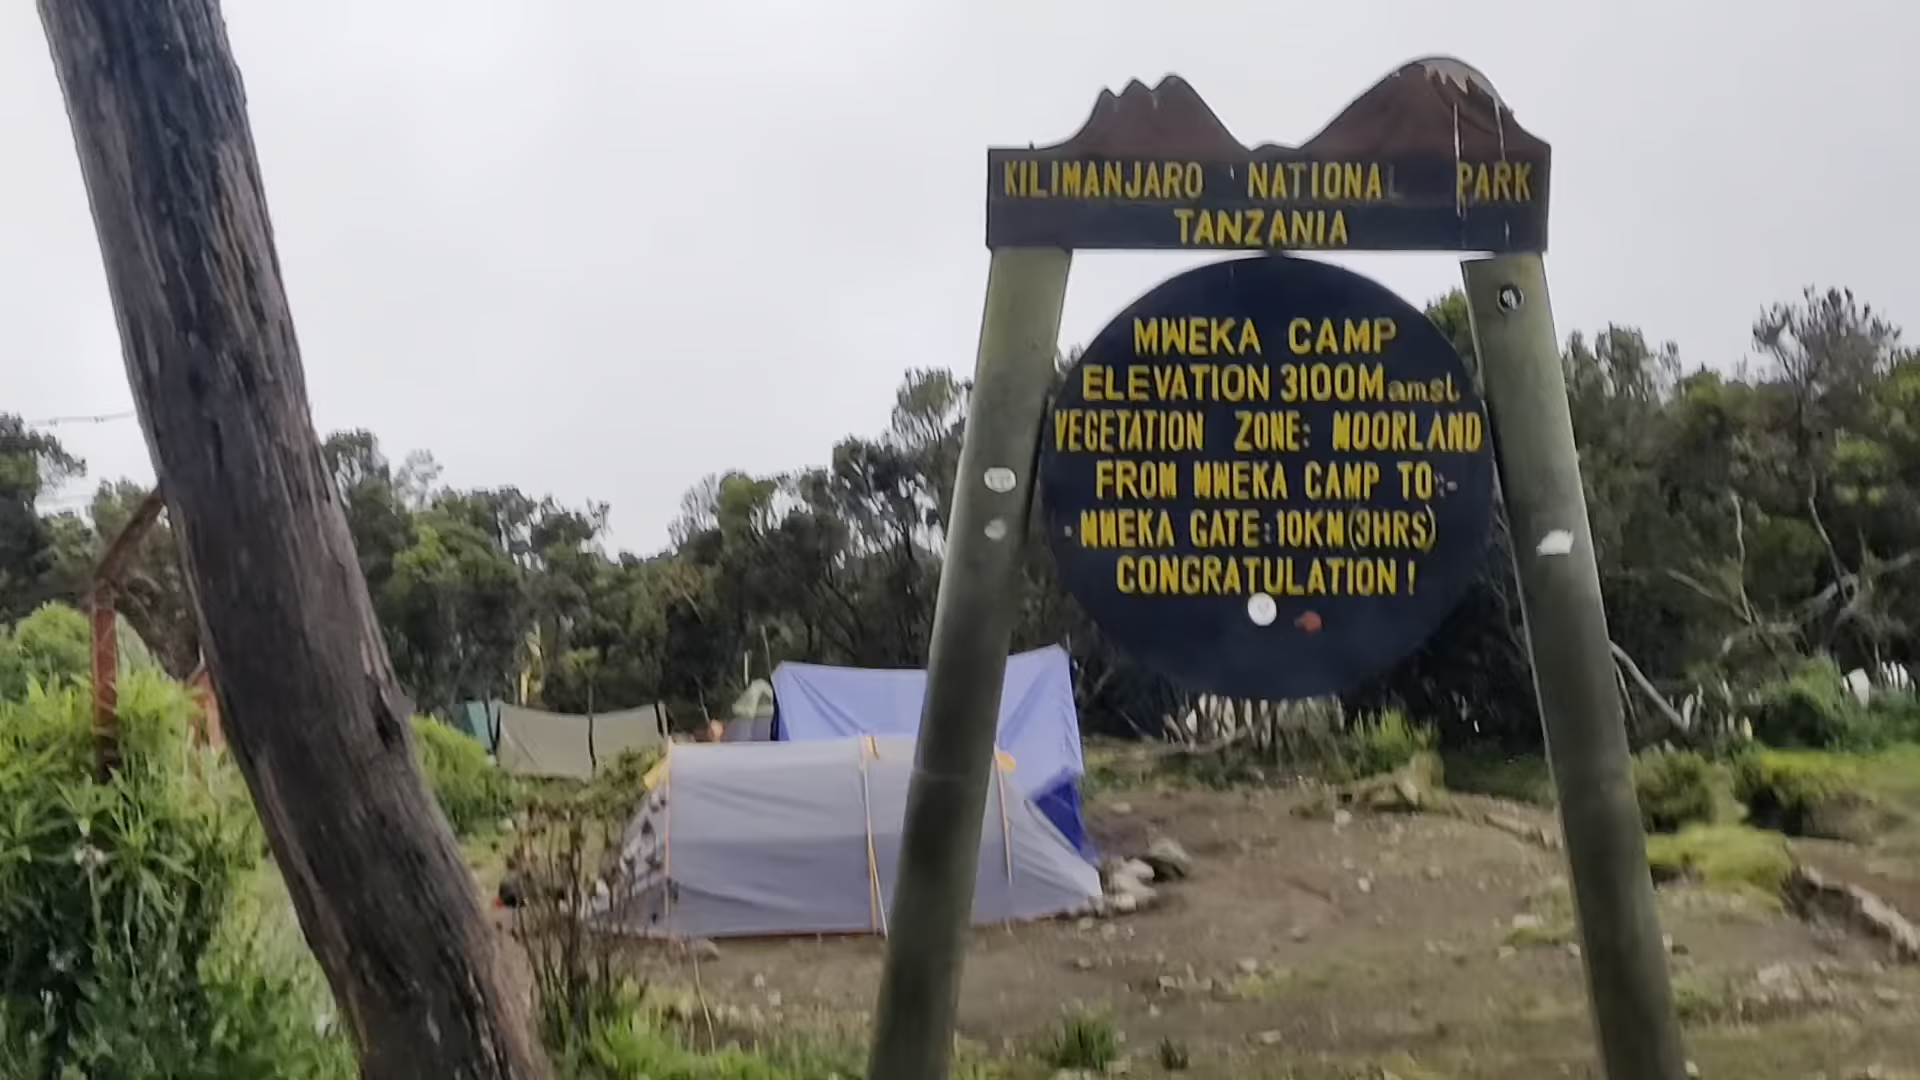 KILIMANJARO NATIONAL PARK
TANZANIA
MWEKA CAMP
ELEVATION 3100M amsl
VEGETATION ZONE: MOORLAND
FROM MWEKA CAMP TO:-
- MWEKA GATE: 10KM (3HRS)
CONGRATULATION!